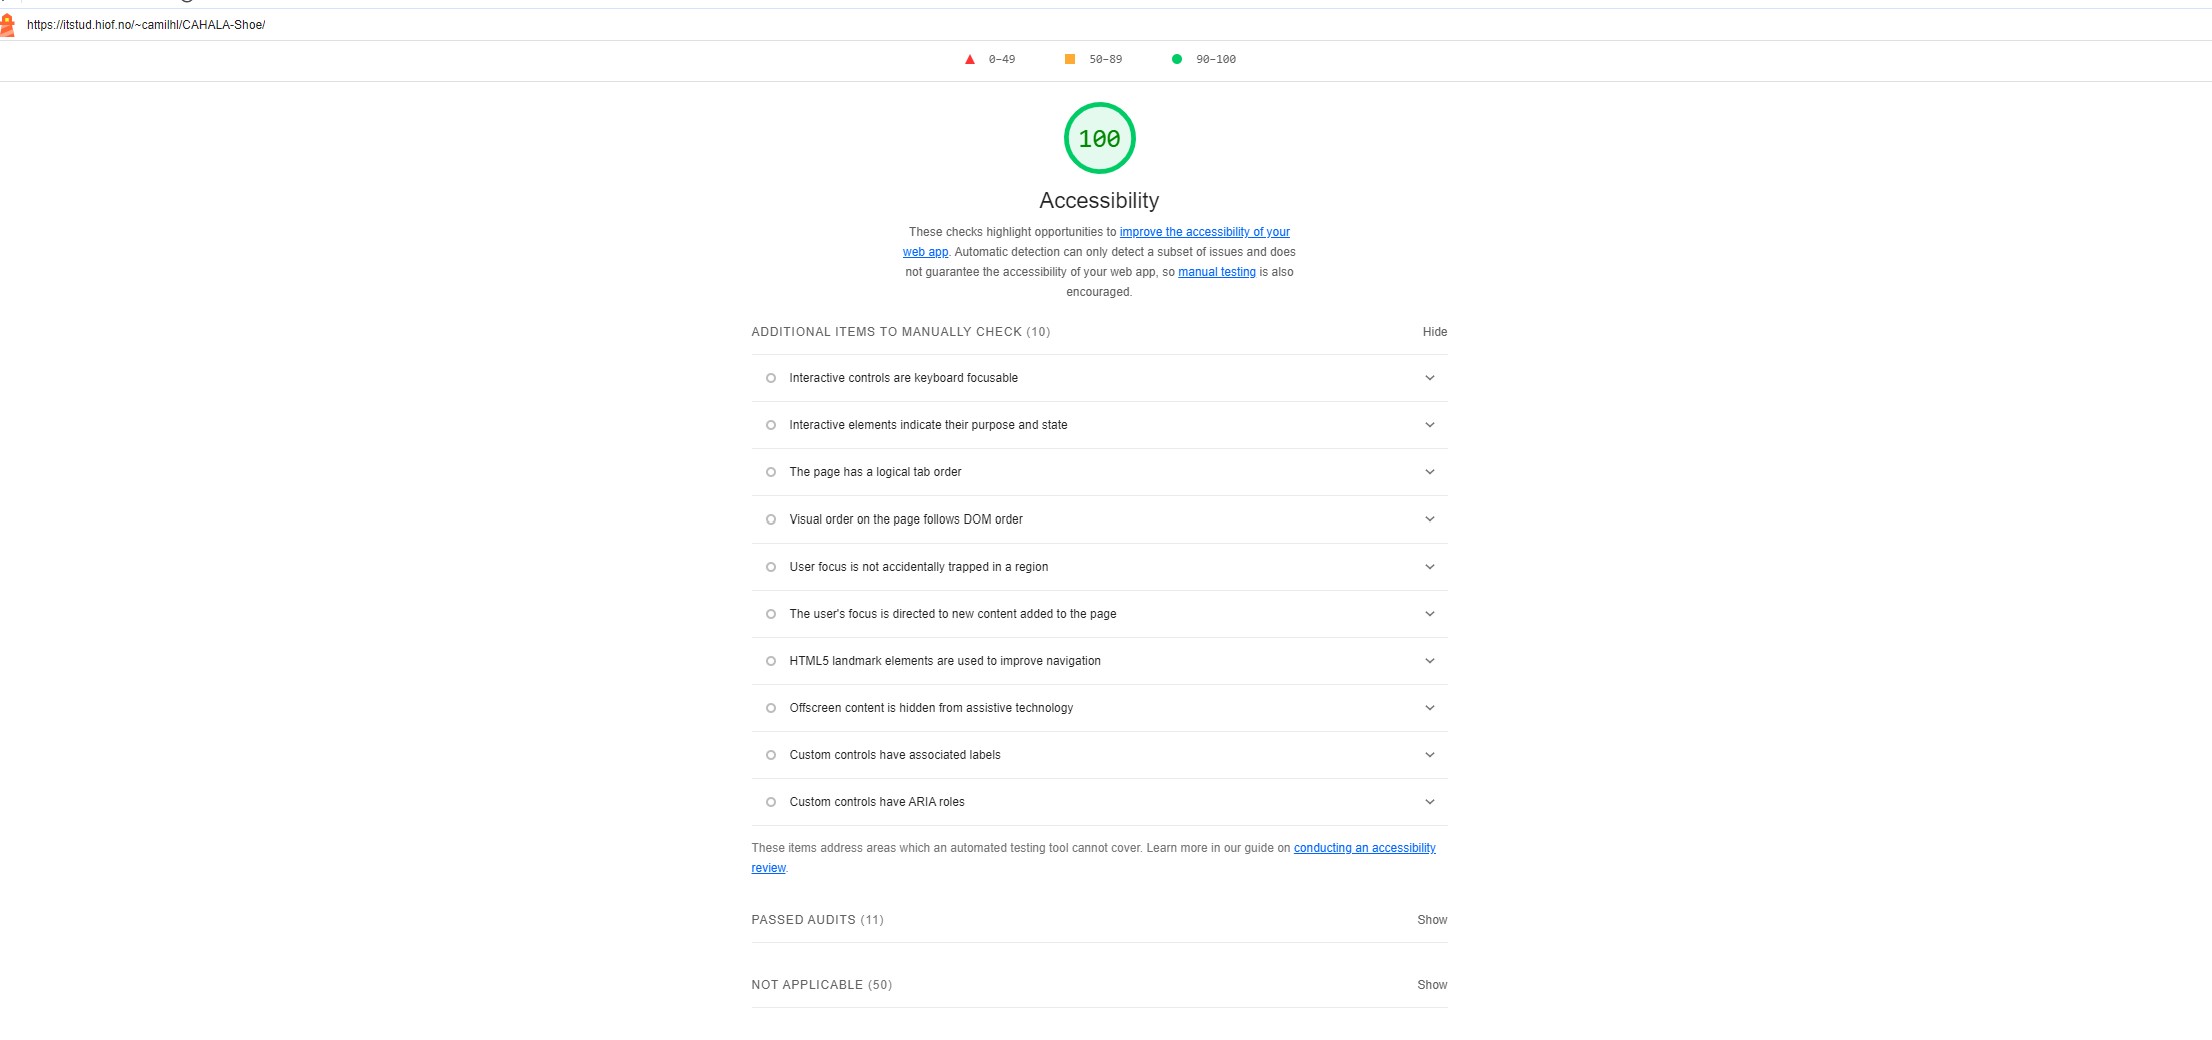 https://itstud.hiof.no/~camilhl/CAHALA-Shoe/
0–49 50–89 90–100
100
Accessibility
These checks highlight opportunities to improve the accessibility of your
web app. Automatic detection can only detect a subset of issues and does
not guarantee the accessibility of your web app, so manual testing is also
encouraged.
ADDITIONAL ITEMS TO MANUALLY CHECK (10) Hide
Interactive controls are keyboard focusable
Interactive elements indicate their purpose and state
The page has a logical tab order
Visual order on the page follows DOM order
User focus is not accidentally trapped in a region
The user's focus is directed to new content added to the page
HTML5 landmark elements are used to improve navigation
Offscreen content is hidden from assistive technology
Custom controls have associated labels
Custom controls have ARIA roles
These items address areas which an automated testing tool cannot cover. Learn more in our guide on conducting an accessibility
review.
PASSED AUDITS (11) Show
NOT APPLICABLE (50) Show